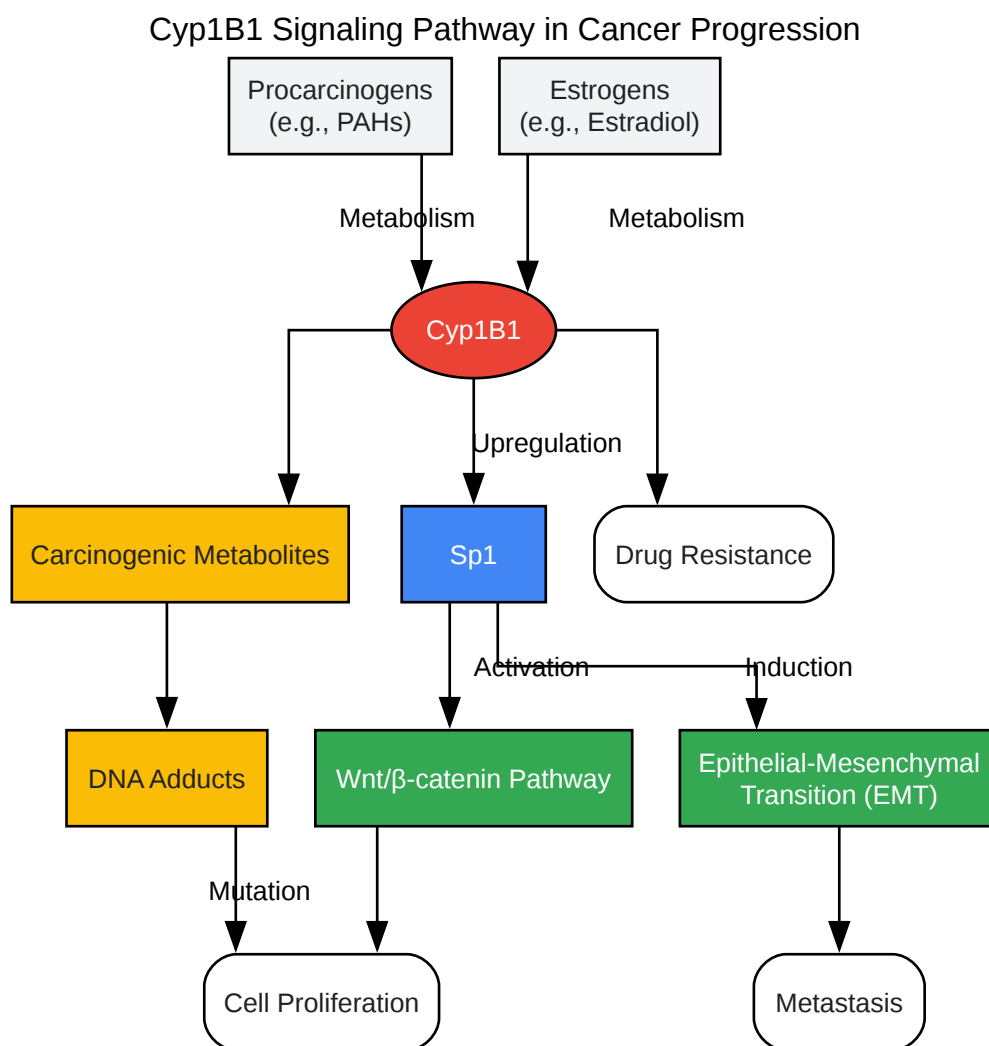 Cyp1B1 Signaling Pathway in Cancer Progression
Procarcinogens
(e.g., PAHs)
Estrogens
(e.g., Estradiol)
Metabolism
Metabolism
Cyp1B1
Upregulation
Carcinogenic Metabolites
Sp1
Drug Resistance
Activation
Induction
DNA Adducts
Wnt/β-catenin Pathway
Epithelial-Mesenchymal
Transition (EMT)
Mutation
Cell Proliferation
Metastasis